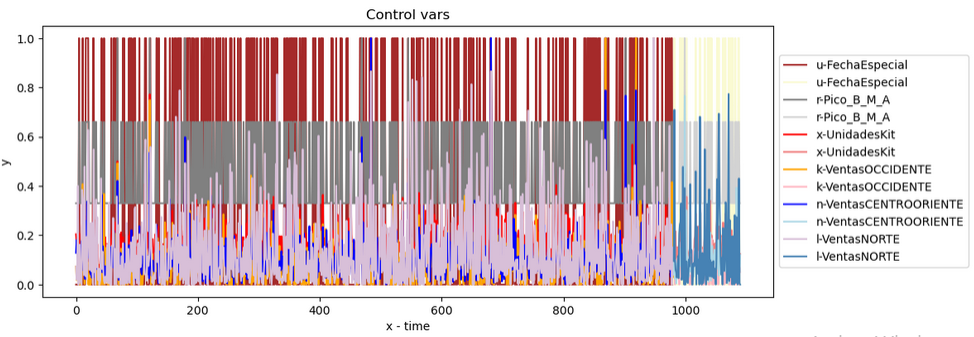 Control vars
1.0
0.8
0.6
0.4
0.2
0.0
y
0
200
400
600
800
1000
x - time
u-FechaEspecial
u-FechaEspecial
r-Pico_B_M_A
r-Pico_B_M_A
x-UnidadesKit
x-UnidadesKit
k-VentasOCCIDENTE
k-VentasOCCIDENTE
n-VentasCENTROORIENTE
n-VentasCENTROORIENTE
l-VentasNORTE
l-VentasNORTE